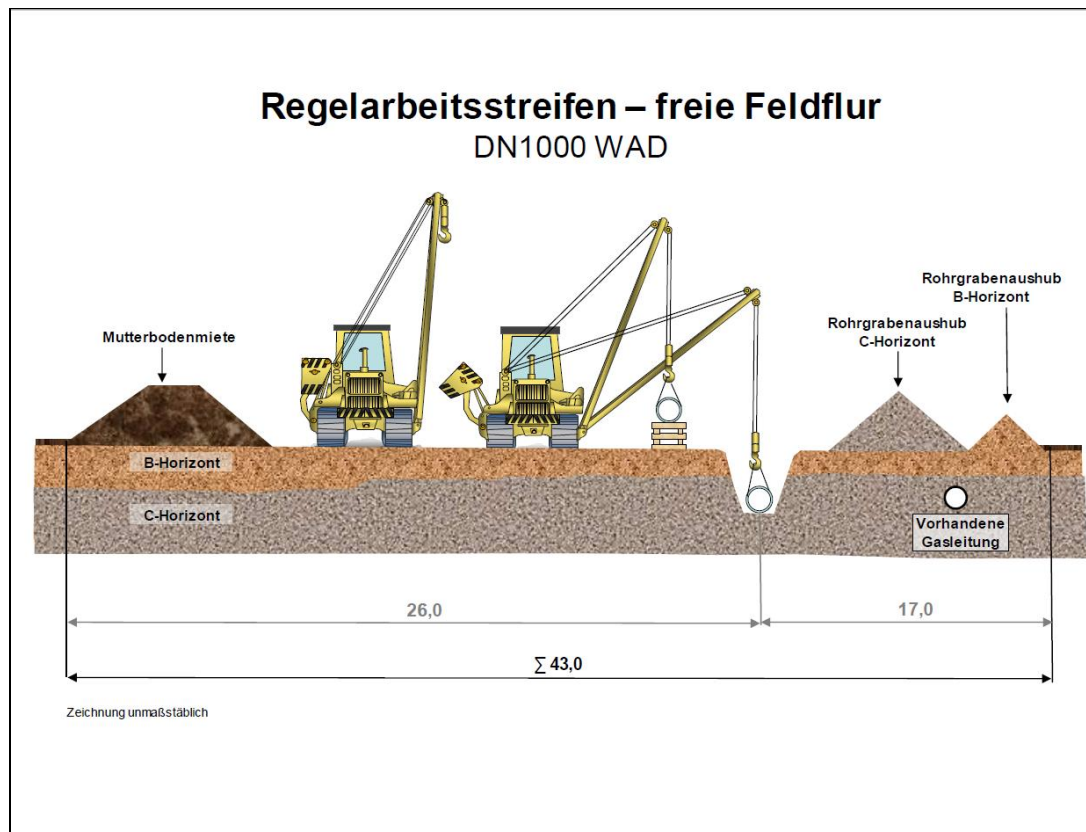 Regelarbeitsstreifen – freie Feldflur
DN1000 WAD
Rohrgrabenaushub
B-Horizont
Rohrgrabenaushub
C-Horizont
Mutterbodenmiete
B-Horizont
C-Horizont
Vorhandene
Gasleitung
26,0
17,0
∑ 43,0
Zeichnung unmaßstäblich